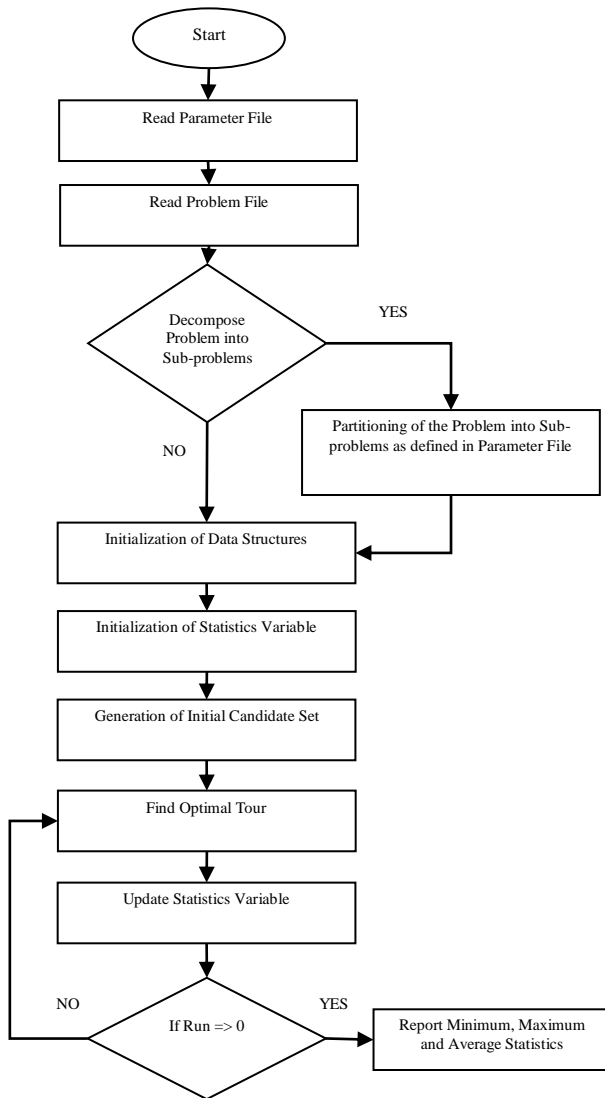 Start
Read Parameter File
Read Problem File
Decompose
Problem into
Sub-problems
YES
Partitioning of the Problem into Sub-
problems as defined in Parameter File
NO
Initialization of Data Structures
Initialization of Statistics Variable
Generation of Initial Candidate Set
Find Optimal Tour
Update Statistics Variable
NO
If Run => 0
YES
Report Minimum, Maximum
and Average Statistics